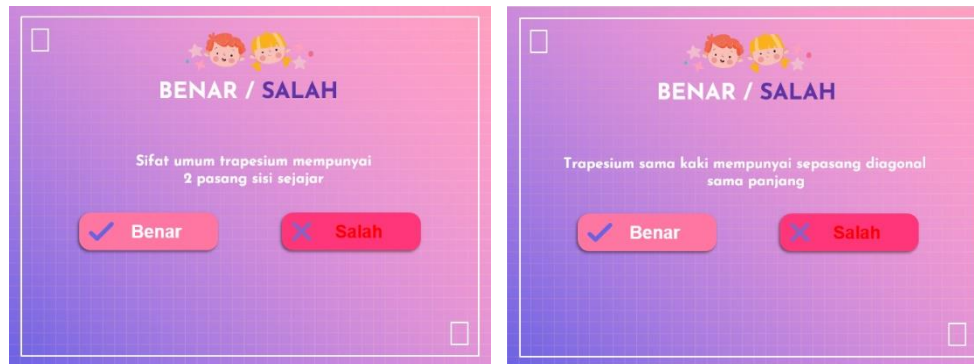 BENAR / SALAH
Sifat umum trapesium mempunyai
2 pasang sisi sejajar
Benar
Salah
BENAR / SALAH
Trapesium sama kaki mempunyai sepasang diagonal
sama panjang
Benar
Salah